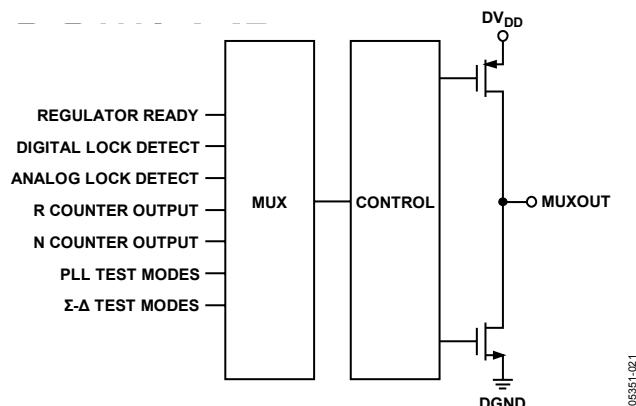 DVDD
REGULATOR READY
DIGITAL LOCK DETECT
ANALOG LOCK DETECT
R COUNTER OUTPUT
N COUNTER OUTPUT
PLL TEST MODES
Σ-Δ TEST MODES
MUX
CONTROL
MUXOUT
DGND
05351-021